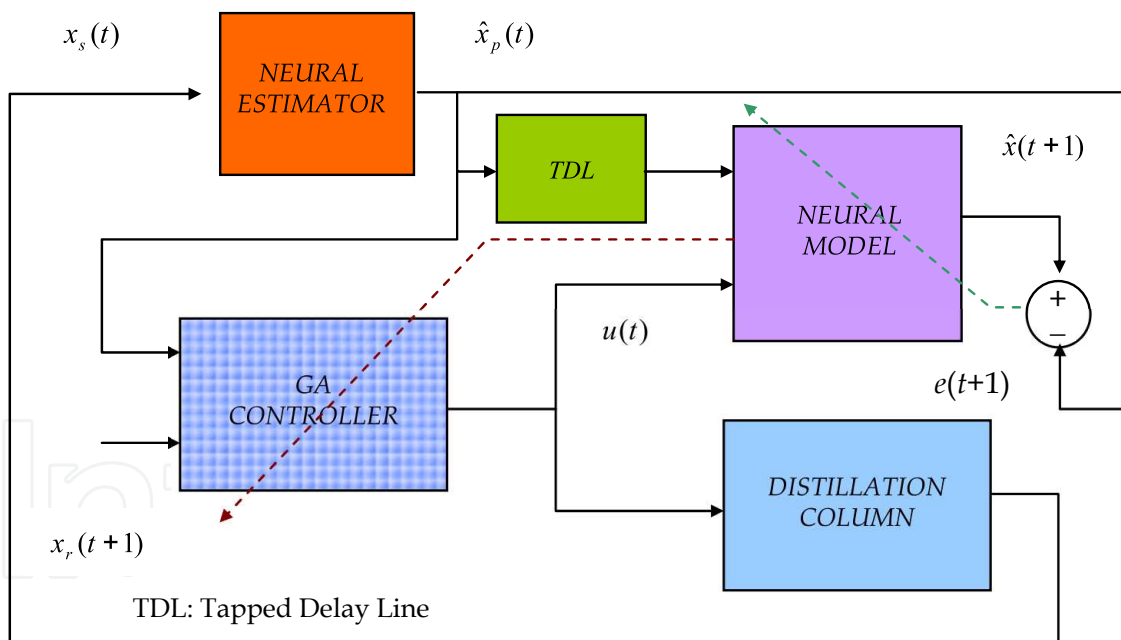 x_s(t)
x̂_p(t)
NEURAL
ESTIMATOR
TDL
x̂(t+1)
NEURAL
MODEL
+
−
u(t)
e(t+1)
GA
CONTROLLER
DISTILLATION
COLUMN
x_r(t+1)
TDL: Tapped Delay Line